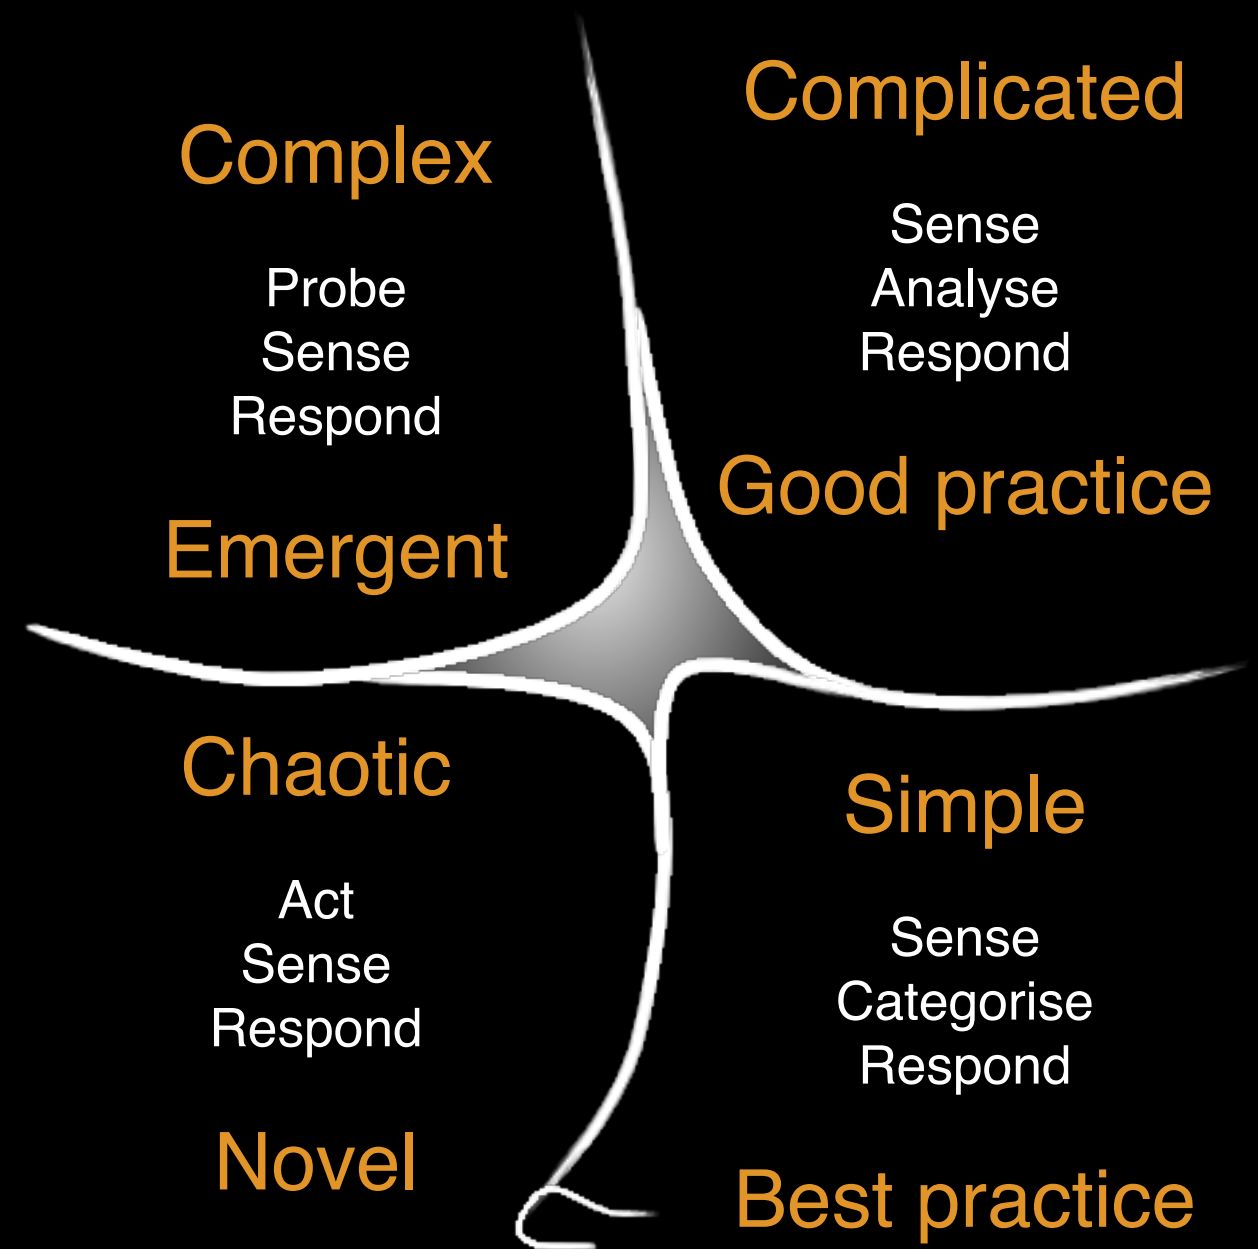 Complex
Probe
Sense
Respond
Emergent
Complicated
Sense
Analyse
Respond
Good practice
Chaotic
Act
Sense
Respond
Novel
Simple
Sense
Categorise
Respond
Best practice